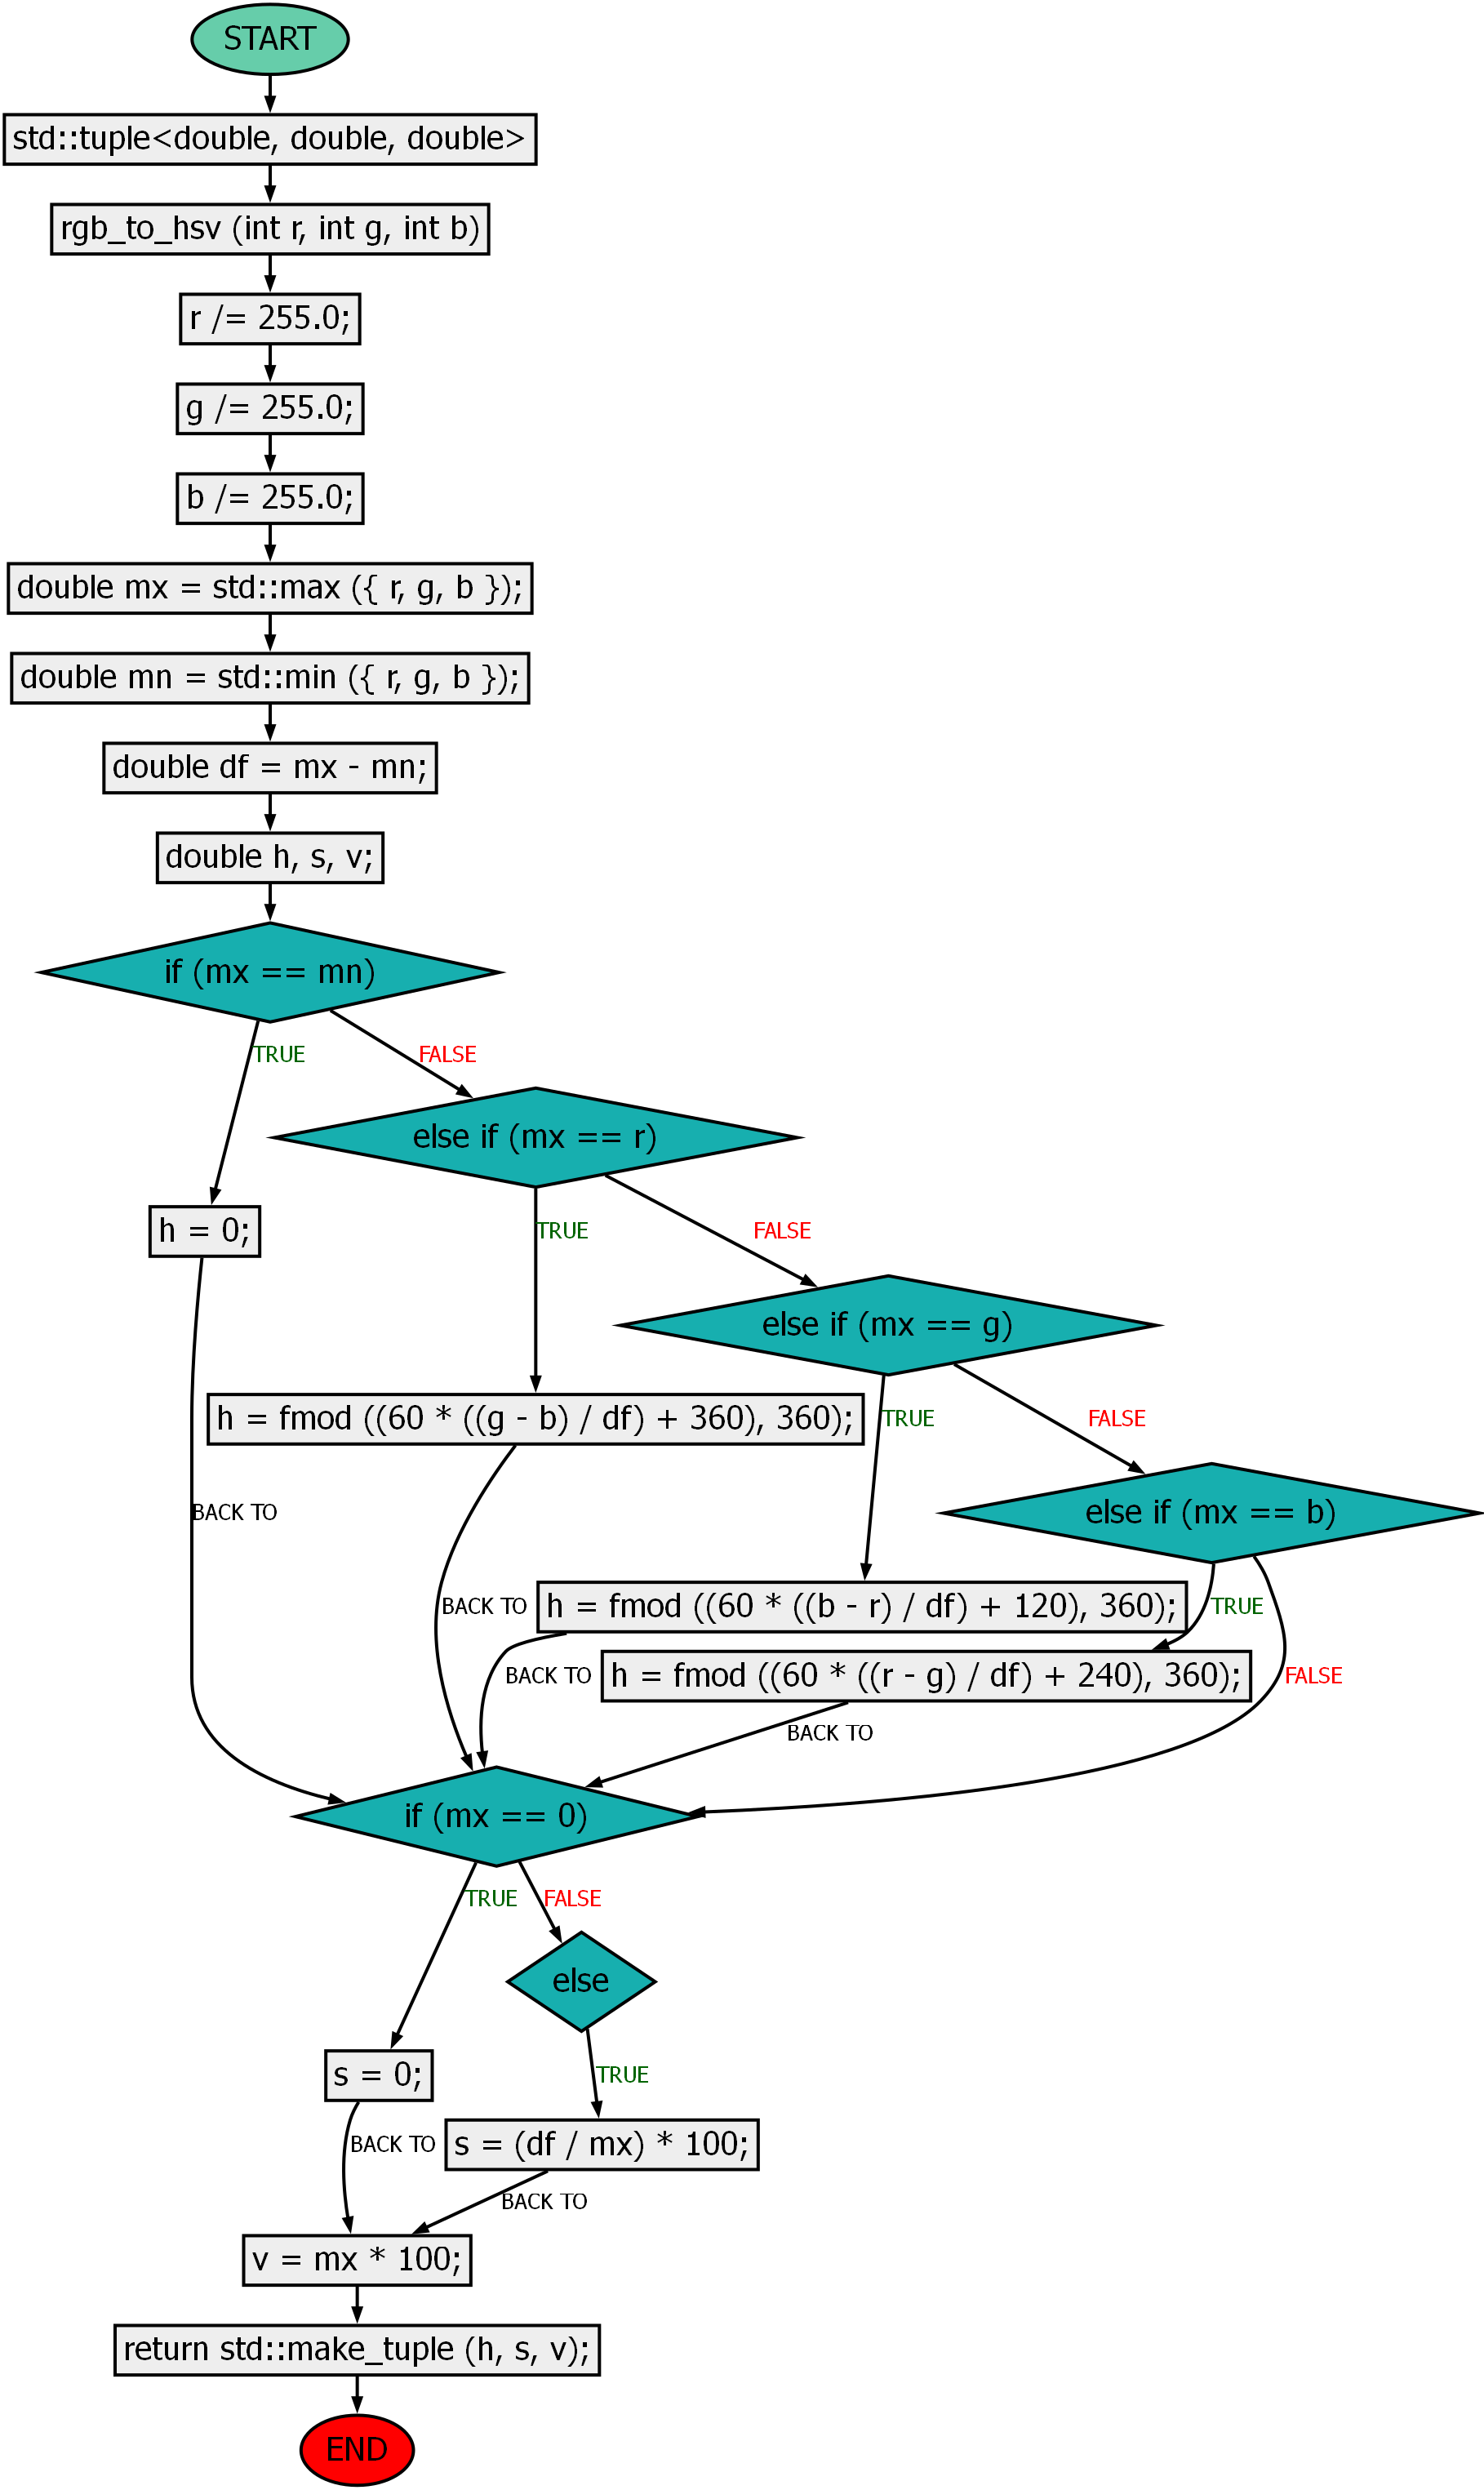 START
std::tuple<double, double, double>
rgb_to_hsv (int r, int g, int b)
r /= 255.0;
g /= 255.0;
b /= 255.0;
double mx = std::max ({ r, g, b });
double mn = std::min ({ r, g, b });
double df = mx - mn;
double h, s, v;
if (mx == mn)
TRUE
FALSE
else if (mx == r)
h = 0;
TRUE
FALSE
else if (mx == g)
h = fmod ((60 * ((g - b) / df) + 360), 360);
TRUE
FALSE
BACK TO
else if (mx == b)
BACK TO
h = fmod ((60 * ((b - r) / df) + 120), 360);
TRUE
BACK TO
h = fmod ((60 * ((r - g) / df) + 240), 360);
FALSE
BACK TO
if (mx == 0)
TRUE
FALSE
else
s = 0;
TRUE
BACK TO
s = (df / mx) * 100;
BACK TO
v = mx * 100;
return std::make_tuple (h, s, v);
END